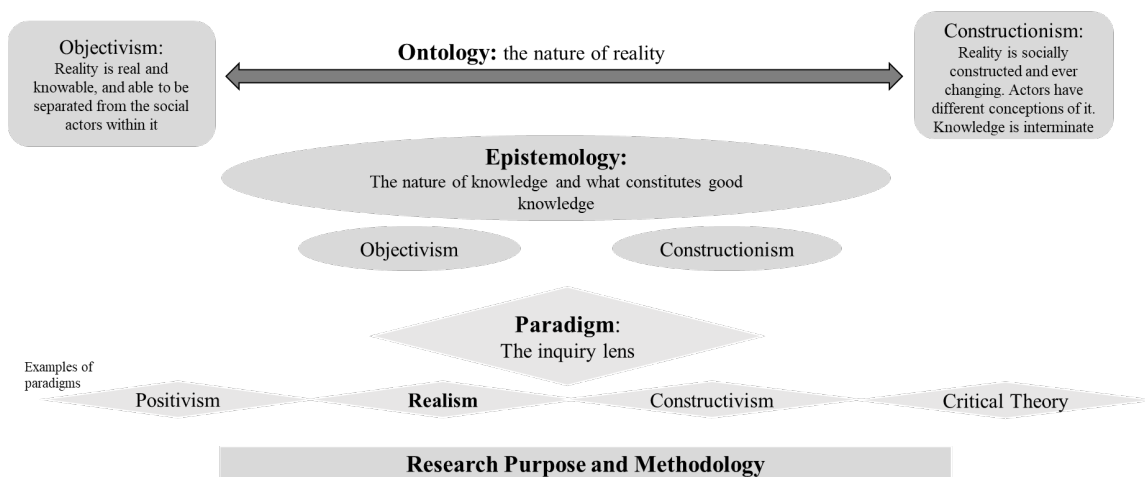 Objectivism:
Reality is real and
knowable, and able to be
separated from the social
actors within it
Ontology: the nature of reality
Constructionism:
Reality is socially
constructed and ever
changing. Actors have
different conceptions of it.
Knowledge is interminate
Epistemology:
The nature of knowledge and what constitutes good
knowledge
Objectivism
Constructionism
Paradigm:
The inquiry lens
Examples of
paradigms
Positivism
Realism
Constructivism
Critical Theory
Research Purpose and Methodology